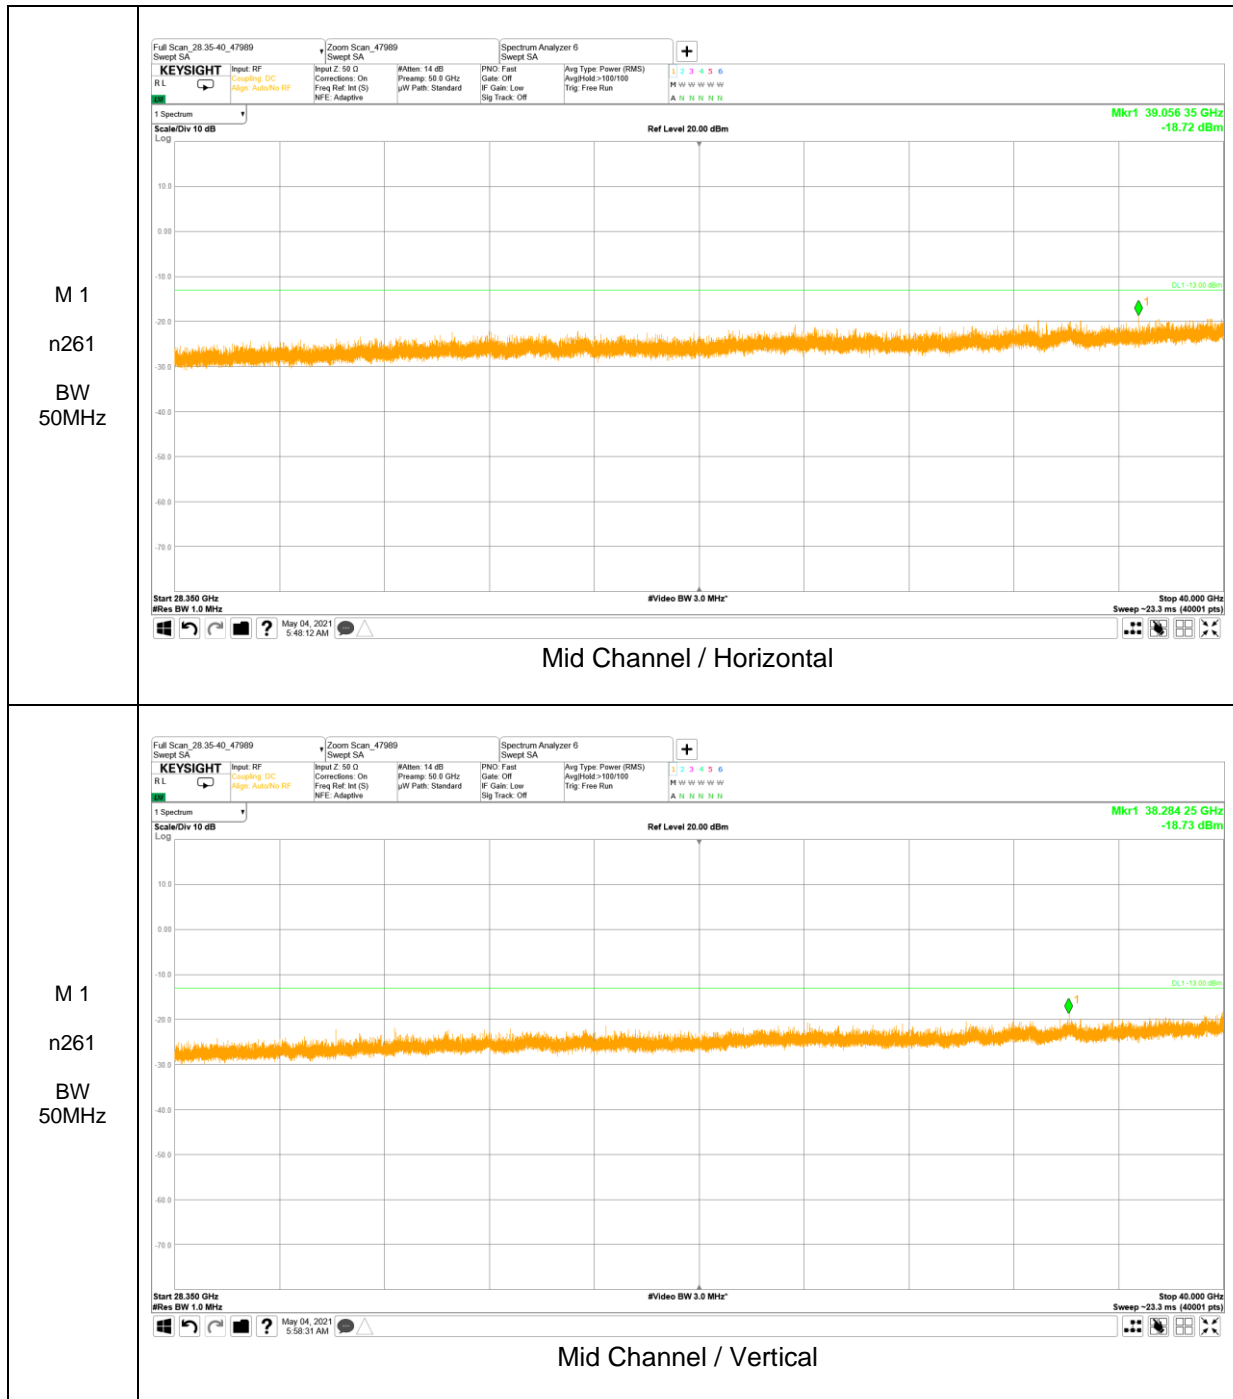 M 1
n261
BW
50MHz
Full Scan_28.35-40_47989
Swept SA
Zoom Scan_47989
Swept SA
Spectrum Analyzer 6
Swept SA
+
KEYSIGHT
R L
Input: RF
Coupling: DC
Align: Auto/No RF
Input Z: 50 Ω
Corrections: On
Freq Ref: Int (S)
NFE: Adaptive
#Atten: 14 dB
Preamp: 50.0 GHz
µW Path: Standard
PNO: Fast
Gate: Off
IF Gain: Low
Sig Track: Off
Avg Type: Power (RMS)
Avg|Hold:>100/100
Trig: Free Run
1 2 3 4 5 6
M W W W W W
A N N N N N
1 Spectrum
Scale/Div 10 dB
Log
Ref Level 20.00 dBm
Mkr1 39.056 35 GHz
-18.72 dBm
10.0
0.00
-10.0
DL1 -13.00 dBm
1
-20.0
-30.0
-40.0
-50.0
-60.0
-70.0
Start 28.350 GHz
#Res BW 1.0 MHz
#Video BW 3.0 MHz*
Stop 40.000 GHz
Sweep ~23.3 ms (40001 pts)
?
May 04, 2021
5:48:12 AM
Mid Channel / Horizontal
M 1
n261
BW
50MHz
Full Scan_28.35-40_47989
Swept SA
Zoom Scan_47989
Swept SA
Spectrum Analyzer 6
Swept SA
+
KEYSIGHT
R L
Input: RF
Coupling: DC
Align: Auto/No RF
Input Z: 50 Ω
Corrections: On
Freq Ref: Int (S)
NFE: Adaptive
#Atten: 14 dB
Preamp: 50.0 GHz
µW Path: Standard
PNO: Fast
Gate: Off
IF Gain: Low
Sig Track: Off
Avg Type: Power (RMS)
Avg|Hold:>100/100
Trig: Free Run
1 2 3 4 5 6
M W W W W W
A N N N N N
1 Spectrum
Scale/Div 10 dB
Log
Ref Level 20.00 dBm
Mkr1 38.284 25 GHz
-18.73 dBm
10.0
0.00
-10.0
DL1 -13.00 dBm
1
-20.0
-30.0
-40.0
-50.0
-60.0
-70.0
Start 28.350 GHz
#Res BW 1.0 MHz
#Video BW 3.0 MHz*
Stop 40.000 GHz
Sweep ~23.3 ms (40001 pts)
?
May 04, 2021
5:58:31 AM
Mid Channel / Vertical